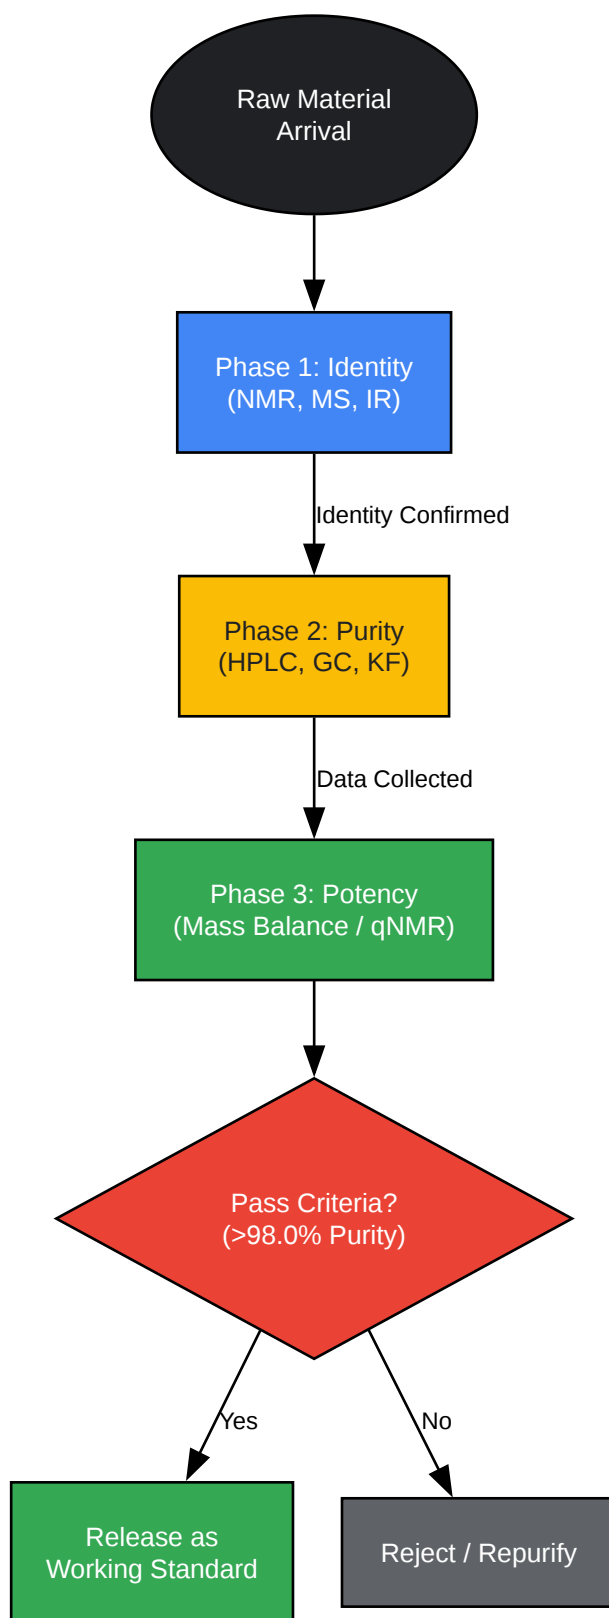 Raw Material
Arrival
Phase 1: Identity
(NMR, MS, IR)
Identity Confirmed
Phase 2: Purity
(HPLC, GC, KF)
Data Collected
Phase 3: Potency
(Mass Balance / qNMR)
Pass Criteria?
(>98.0% Purity)
Yes
No
Release as
Working Standard
Reject / Repurify